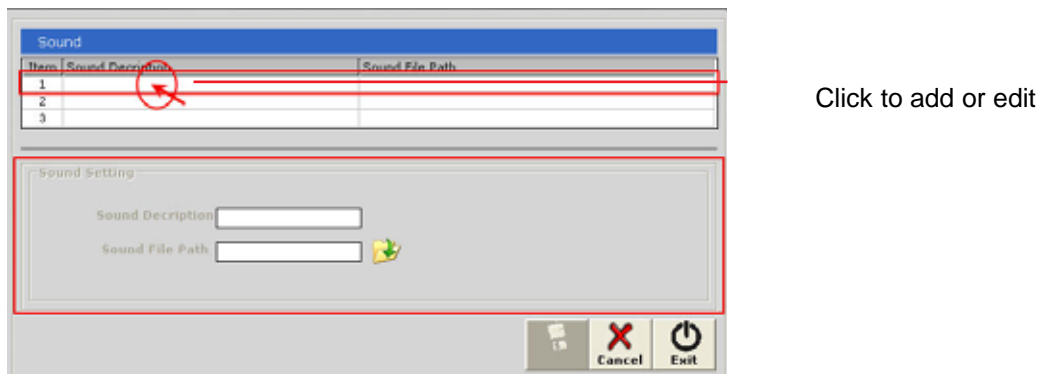 Sound
Item Sound Decription Sound File Path
1
Click to add or edit
2
3
Sound Setting
Sound Decription
Sound File Path
Cancel Exit